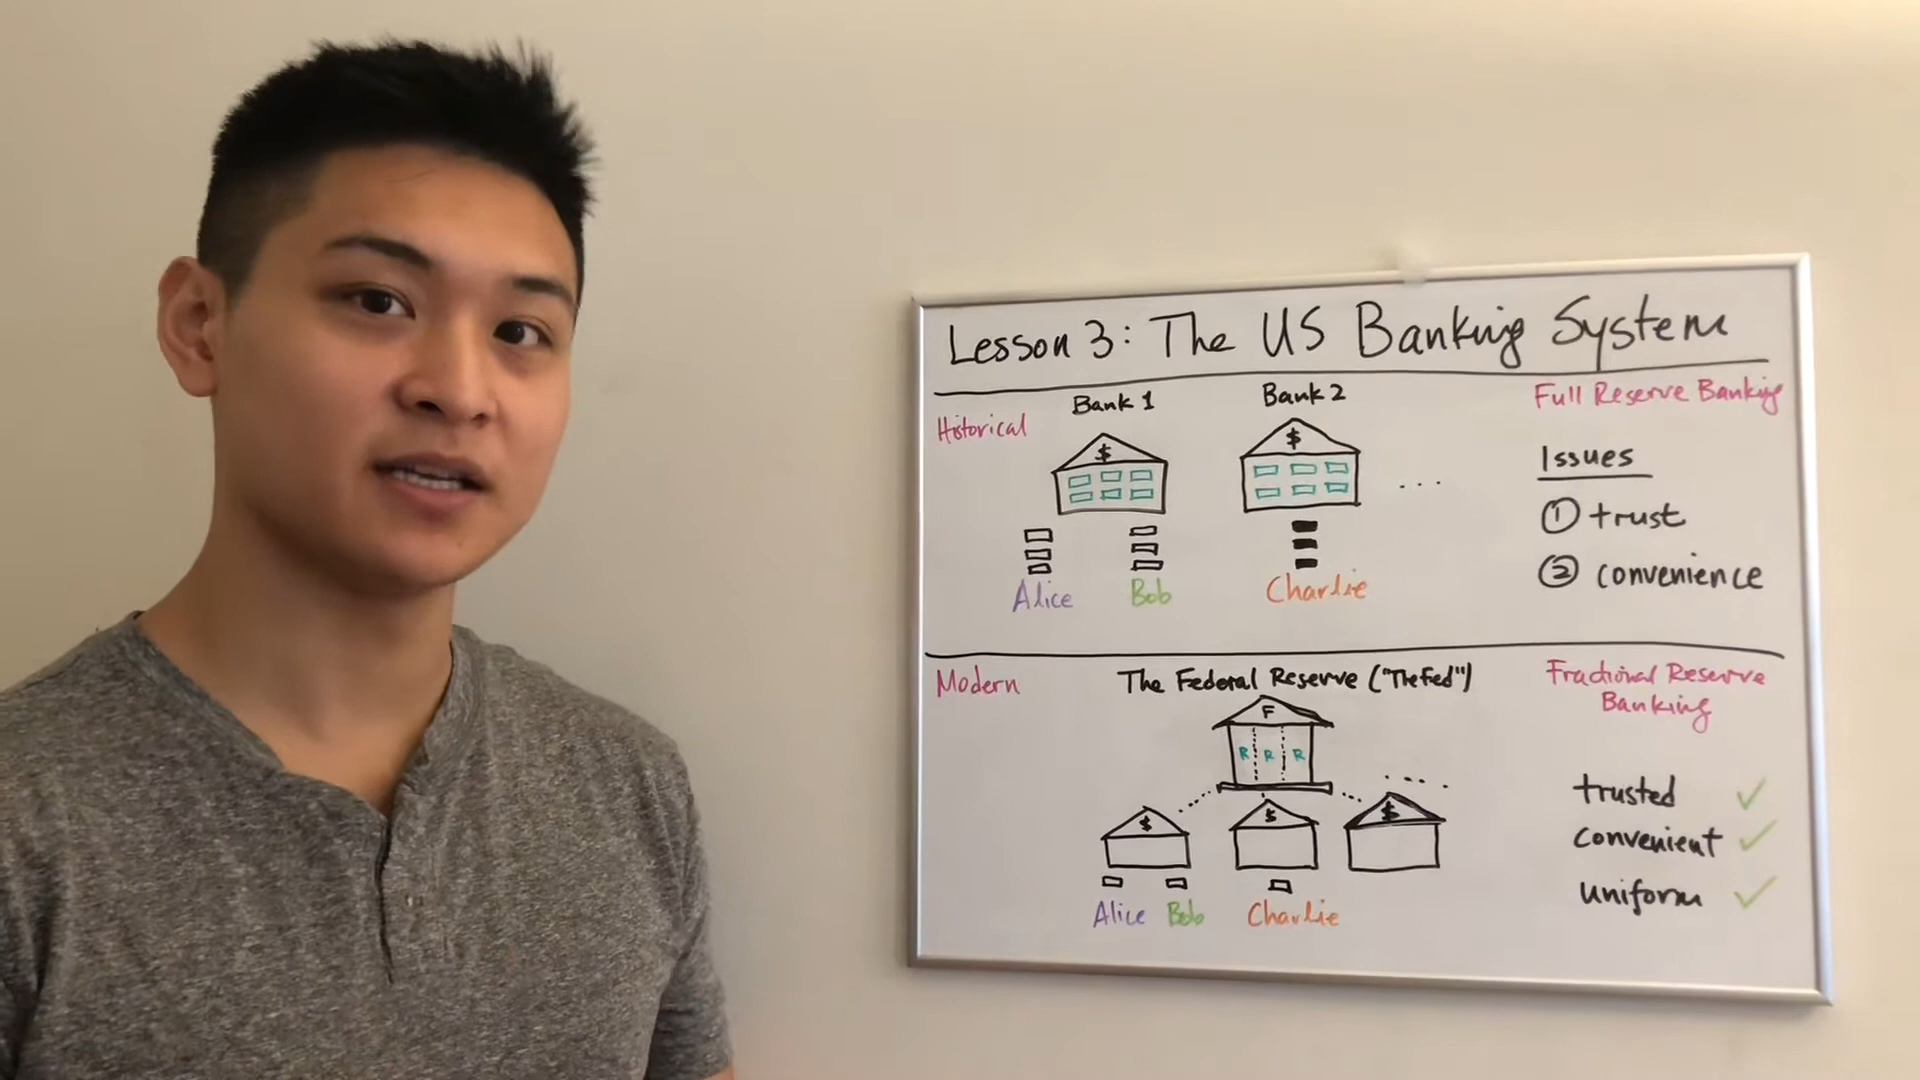 Lesson 3: The US Banking System
Historical
Bank 1
Bank 2
Full Reserve Banking
$
$
...
Issues
① trust
② convenience
Alice
Bob
Charlie
Modern
The Federal Reserve ("The Fed")
Fractional Reserve
Banking
F
R R R
$
$
$
trusted ✓
convenient ✓
uniform ✓
Alice Bob Charlie